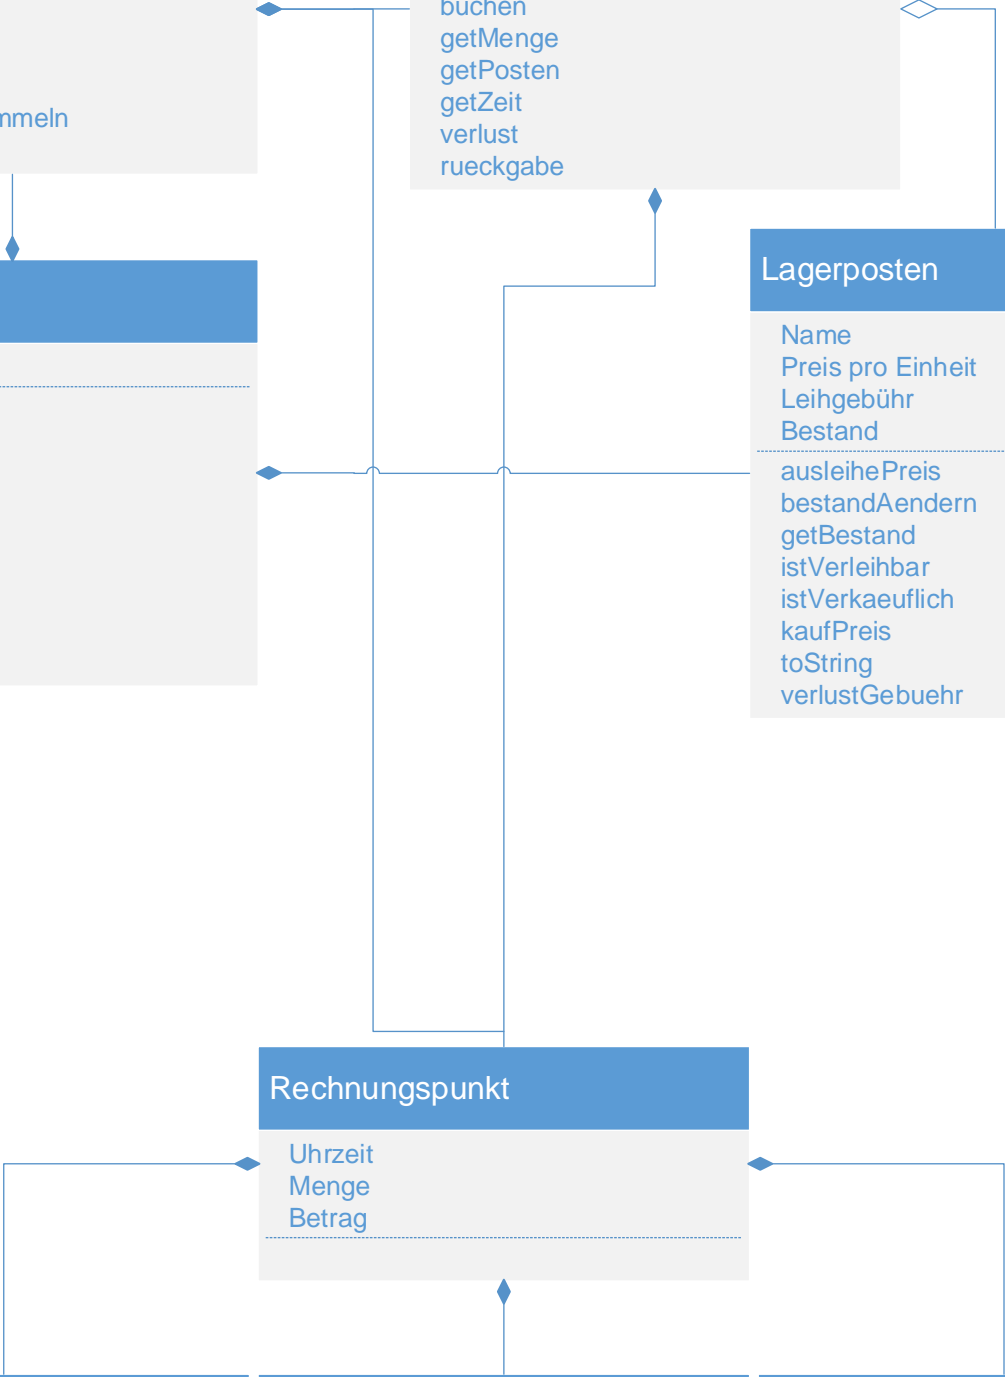 buchen
getMenge
getPosten
getZeit
verlust
rueckgabe
mmeln
Lagerposten
Name
Preis pro Einheit
Leihgebühr
Bestand
ausleihePreis
bestandAendern
getBestand
istVerleihbar
istVerkaeuflich
kaufPreis
toString
verlustGebuehr
Rechnungspunkt
Uhrzeit
Menge
Betrag